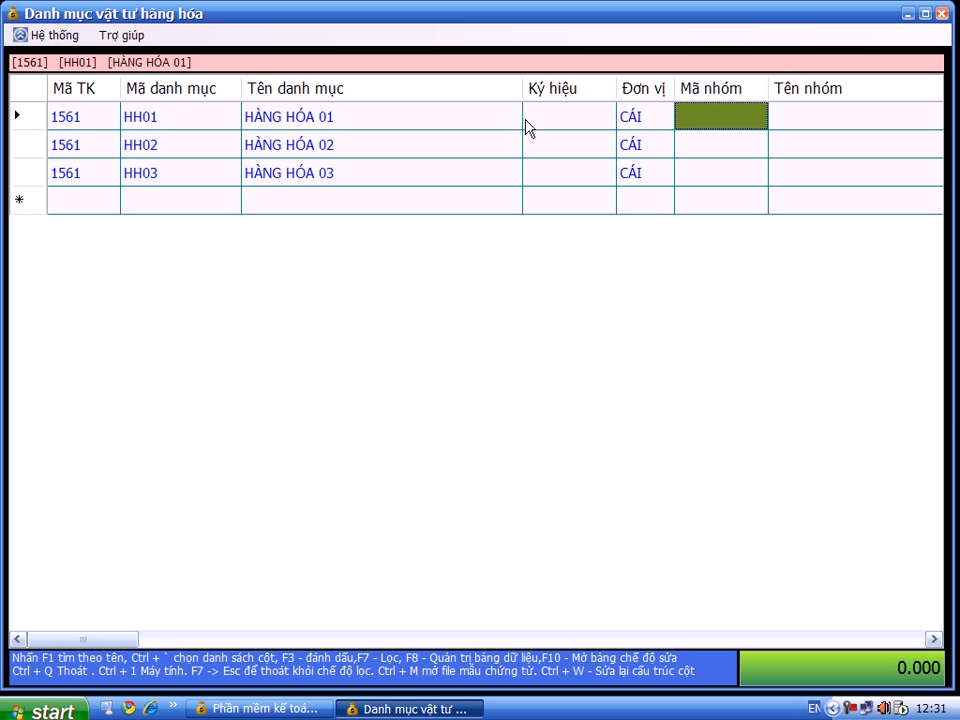 Danh mục vật tư hàng hóa
Hệ thống Trợ giúp
[1561] [HH01] [HÀNG HÓA 01]
Mã TK Mã danh mục Tên danh mục Ký hiệu Đơn vị Mã nhóm Tên nhóm
1561 HH01 HÀNG HÓA 01 CÁI
1561 HH02 HÀNG HÓA 02 CÁI
1561 HH03 HÀNG HÓA 03 CÁI
Nhấn F1 tìm theo tên, Ctrl + ` chọn danh sách cột, F3 - đánh dấu,F7 - Lọc, F8 - Quản trị bảng dữ liệu,F10 - Mở bảng chế độ sửa
Ctrl + Q Thoát . Ctrl + 1 Máy tính. F7 -> Esc để thoát khỏi chế độ lọc. Ctrl + M mở file mẫu chứng từ. Ctrl + W - Sửa lại cấu trúc cột
0.000
start Phần mềm kế toá... Danh mục vật tư ... EN 12:31